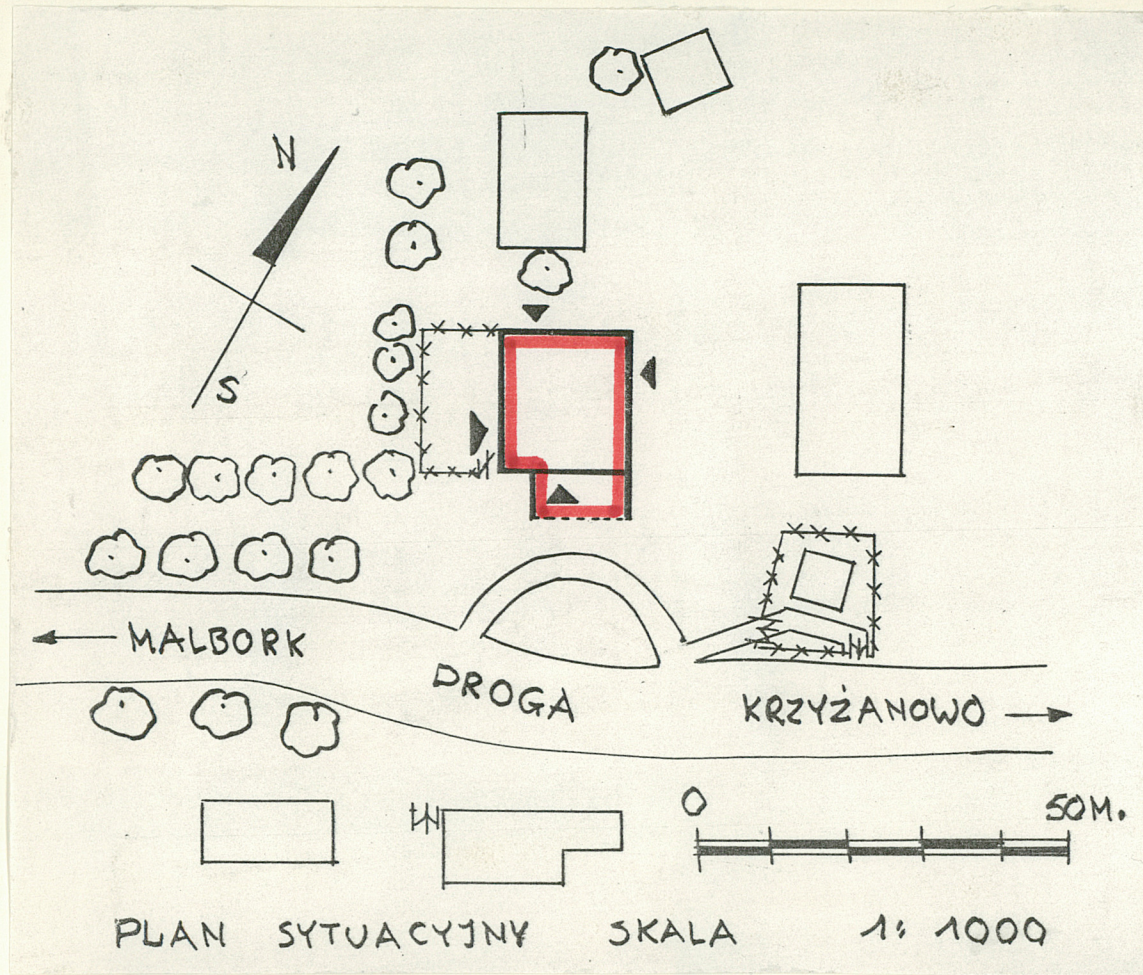 N
S
MALBORK
DROGA
KRZYŻANOWO
0 50M.
PLAN SYTUACYJNY SKALA 1: 1000